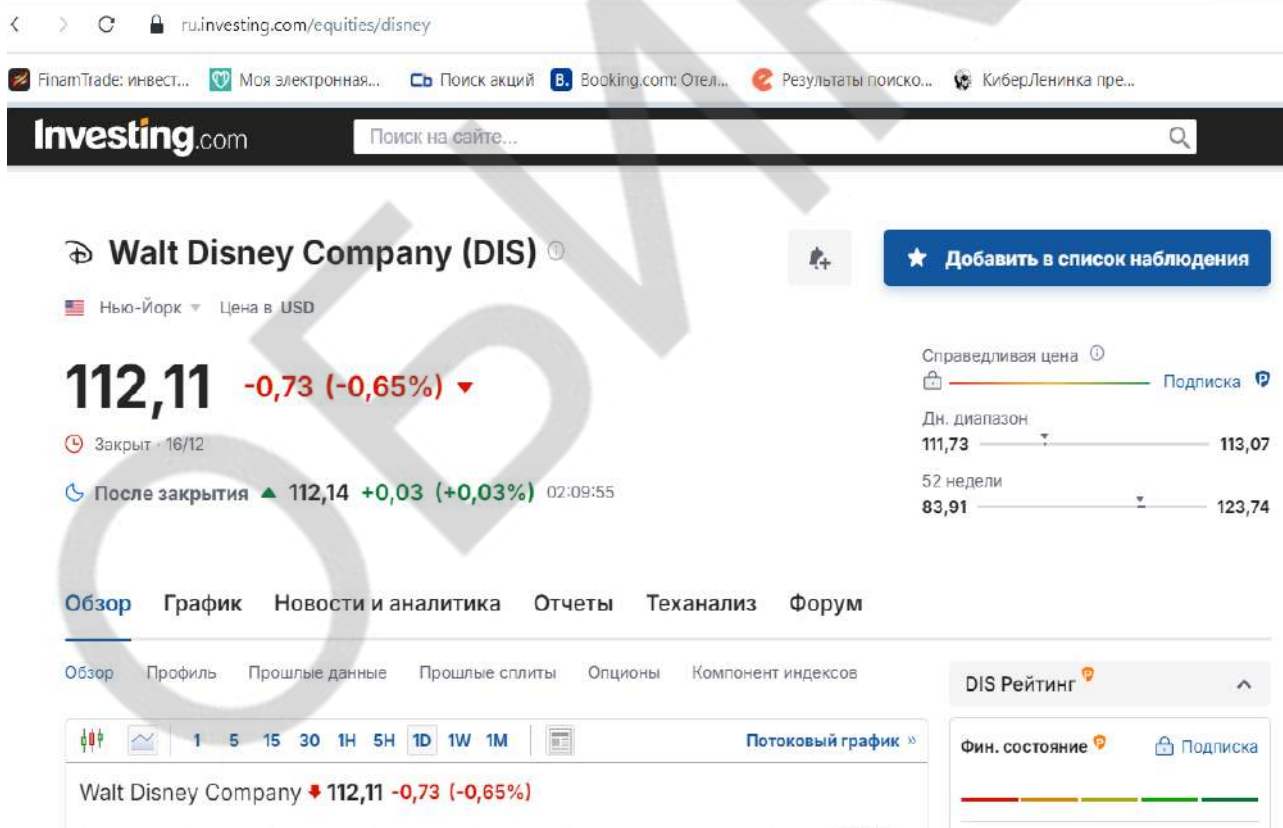 ru.investing.com/equities/disney
FinamTrade: инвест... Моя электронная... Поиск акций Booking.com: Отел... Результаты поиско... КиберЛенинка пре...
Investing.com Поиск на сайте...
Walt Disney Company (DIS)
Добавить в список наблюдения
Нью-Йорк Цена в USD
112,11 -0,73 (-0,65%)
Справедливая цена
Подписка
Дн. диапазон
111,73 113,07
Закрыт · 16/12
После закрытия 112,14 +0,03 (+0,03%) 02:09:55
52 недели
83,91 123,74
Обзор График Новости и аналитика Отчеты Теханализ Форум
Обзор Профиль Прошлые данные Прошлые сплиты Опционы Компонент индексов
DIS Рейтинг
1 5 15 30 1H 5H 1D 1W 1M Потоковый график »
Фин. состояние Подписка
Walt Disney Company 112,11 -0,73 (-0,65%)